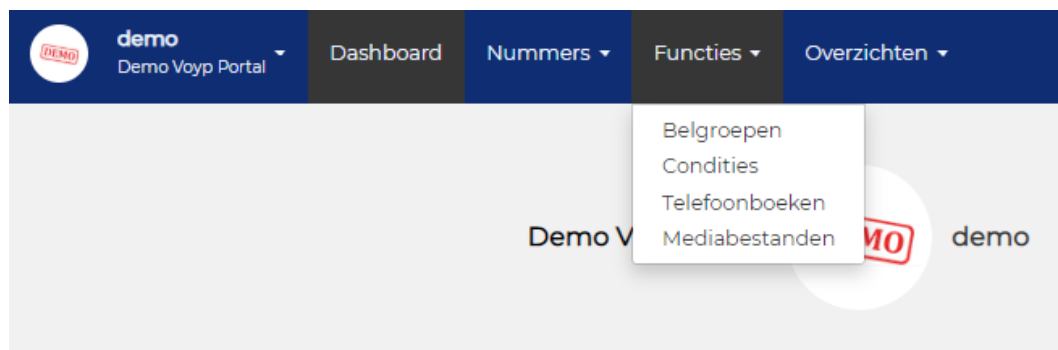 DEMO
demo
Demo Voyp Portal
Dashboard
Nummers
Functies
Overzichten
Belgroepen
Condities
Telefoonboeken
Mediabestanden
Demo V
MO
demo